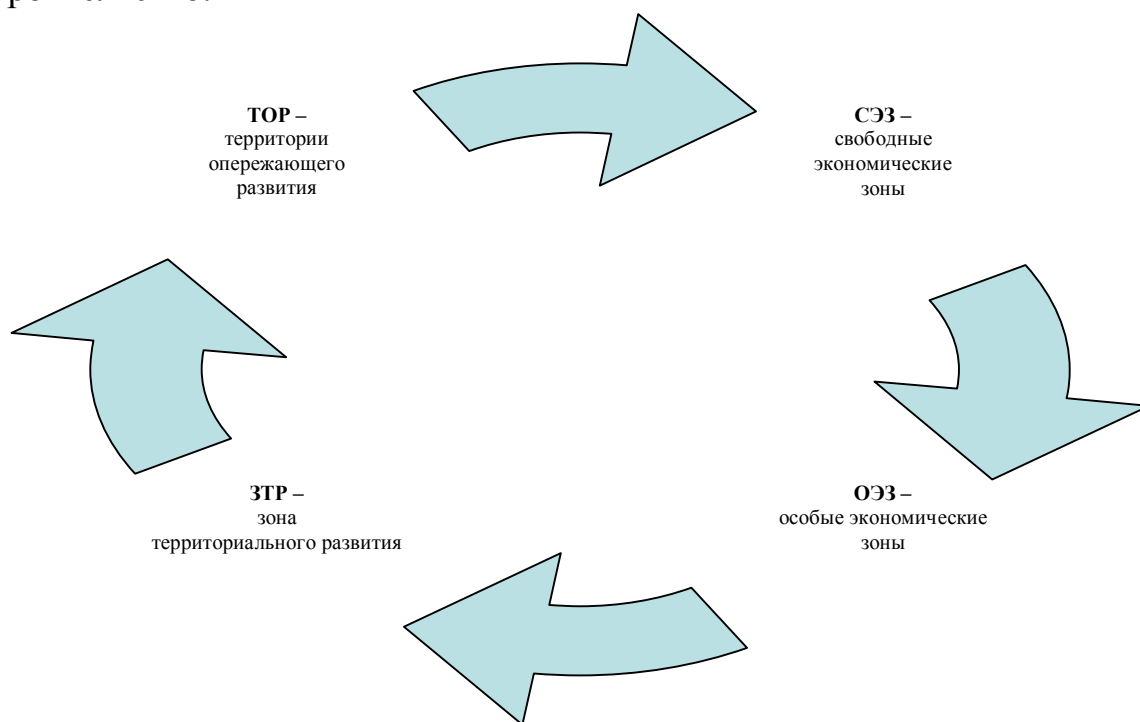 ТОР –
территории
опережающего
развития
СЭЗ –
свободные
экономические
зоны
ЗТР –
зона
территориального развития
ОЭЗ –
особые экономические
зоны